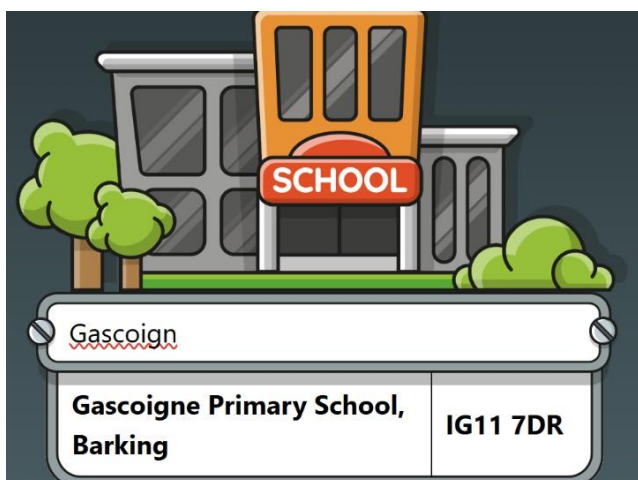 SCHOOL
Gascoign
Gascoigne Primary School,
Barking
IG11 7DR